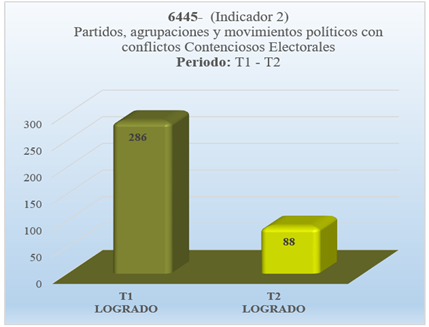 6445-  (Indicador 2)
Partidos, agrupaciones y movimientos políticos con
conflictos Contenciosos Electorales
Periodo: T1 - T2
300
250
200
150
100
50
0
286
88
T1
LOGRADO
T2
LOGRADO